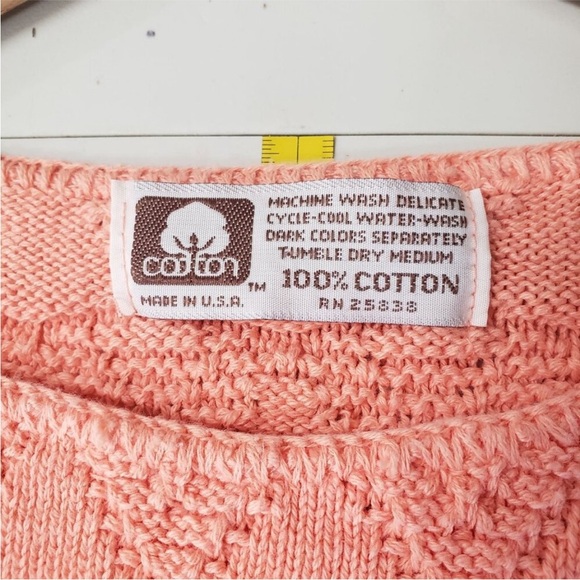 MACHINE WASH DELICATE
CYCLE-COOL WATER-WASH
DARK COLORS SEPARATELY
TUMBLE DRY MEDIUM
100% COTTON
RN 25838
cotton
TM
MADE IN U.S.A.